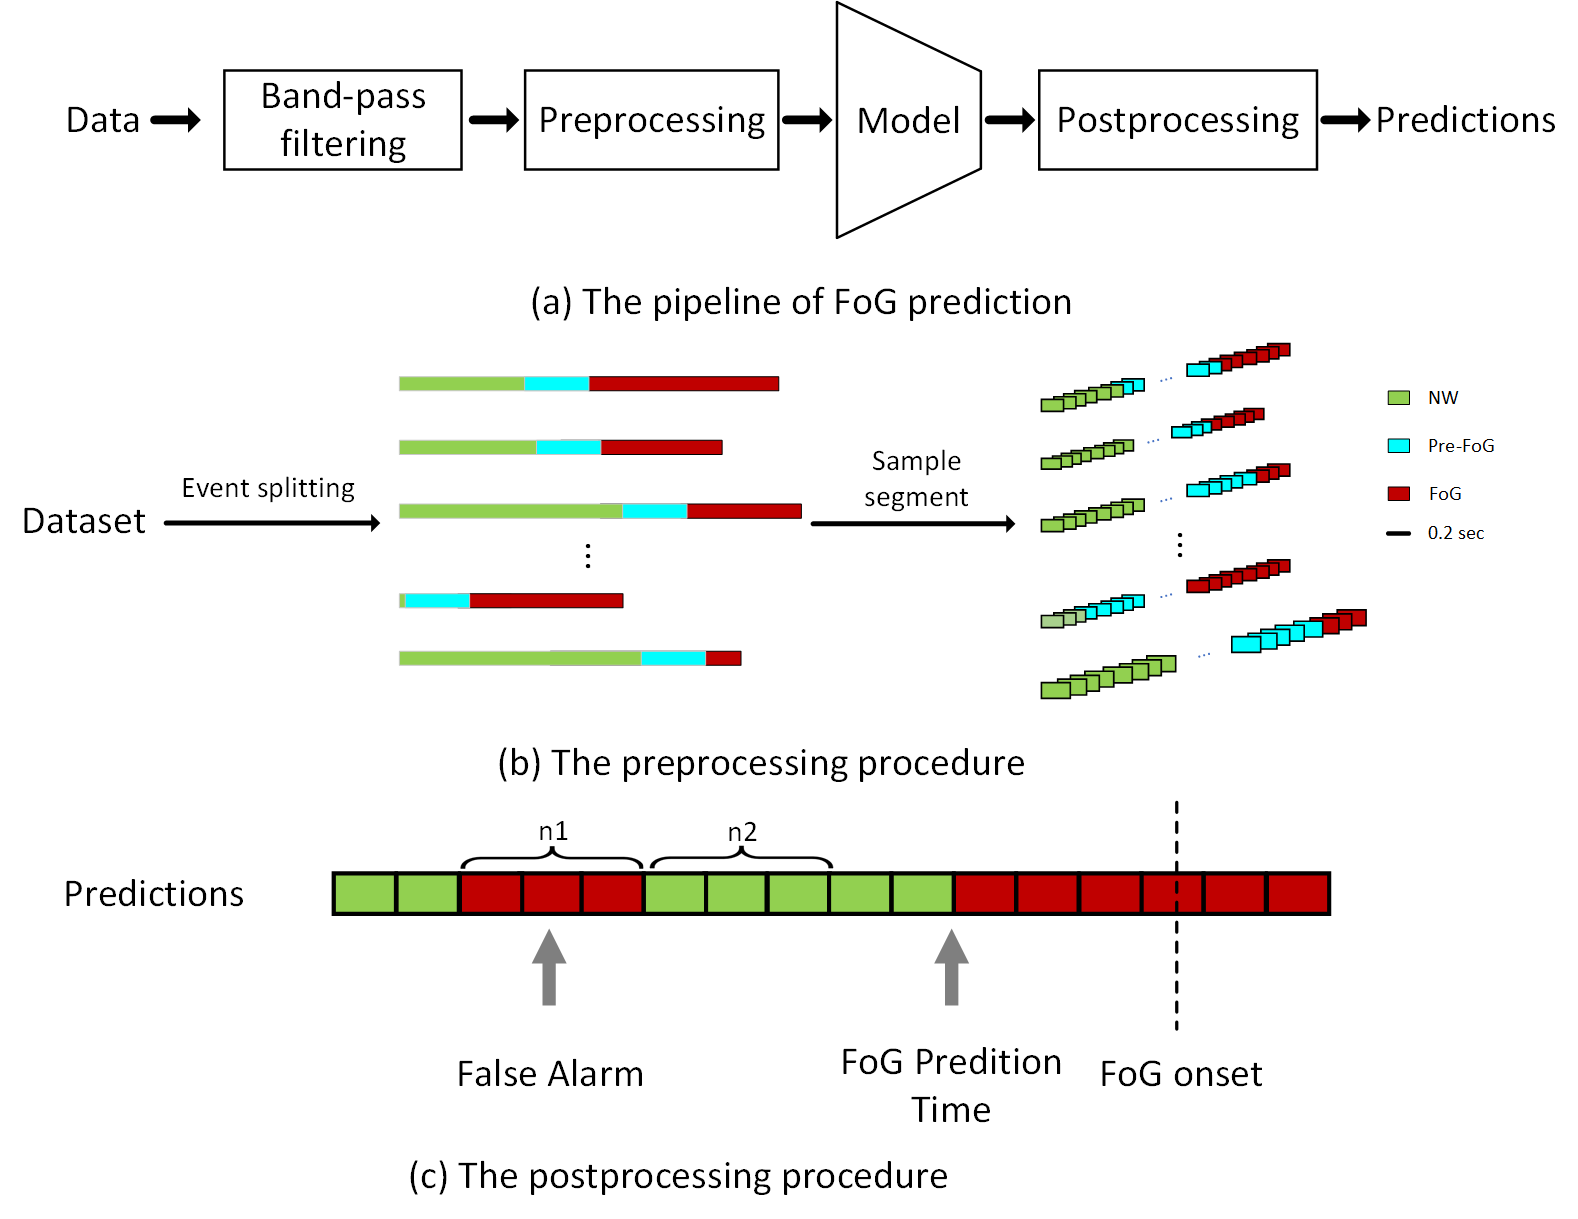 Data
Band-pass
filtering
Preprocessing
Model
Postprocessing
Predictions
(a) The pipeline of FoG prediction
Dataset
Event splitting
Sample
segment
NW
Pre-FoG
FoG
0.2 sec
(b) The preprocessing procedure
n1
n2
Predictions
False Alarm
FoG Predition
Time
FoG onset
(c) The postprocessing procedure